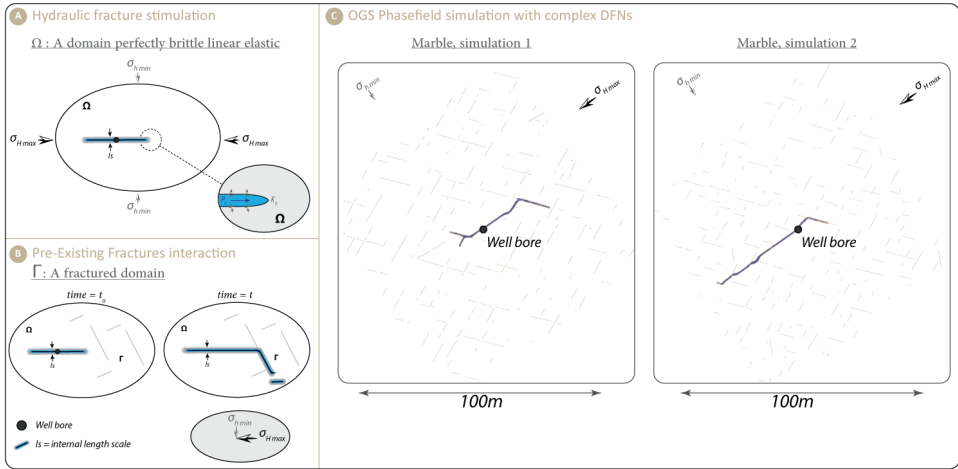 A Hydraulic fracture stimulation
Ω : A domain perfectly brittle linear elastic
σh min
Ω
σH max
σH max
ls
σh min
Kc
Ω
B Pre-Existing Fractures interaction
Γ: A fractured domain
time = t0
time = t
Ω
Ω
Γ
Γ
ls
ls
Well bore
ls = internal length scale
σh min
σH max
C OGS Phasefield simulation with complex DFNs
Marble, simulation 1
Marble, simulation 2
σh min
σH max
σh min
σH max
Well bore
Well bore
100m
100m